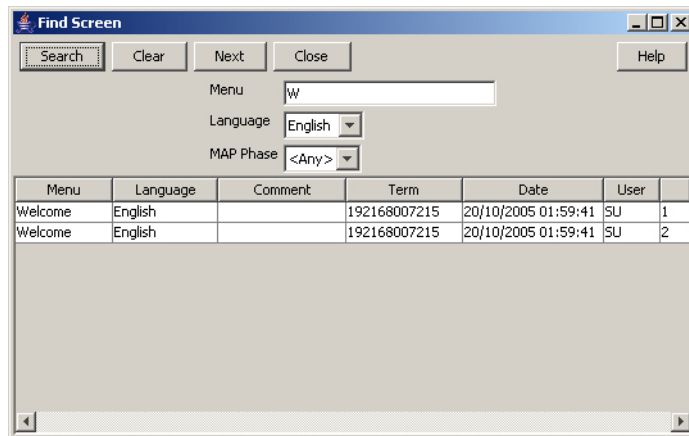 Find Screen
Search Clear Next Close Help
Menu W
Language English
MAP Phase <Any>
Menu Language Comment Term Date User
Welcome English 192168007215 20/10/2005 01:59:41 SU 1
Welcome English 192168007215 20/10/2005 01:59:41 SU 2